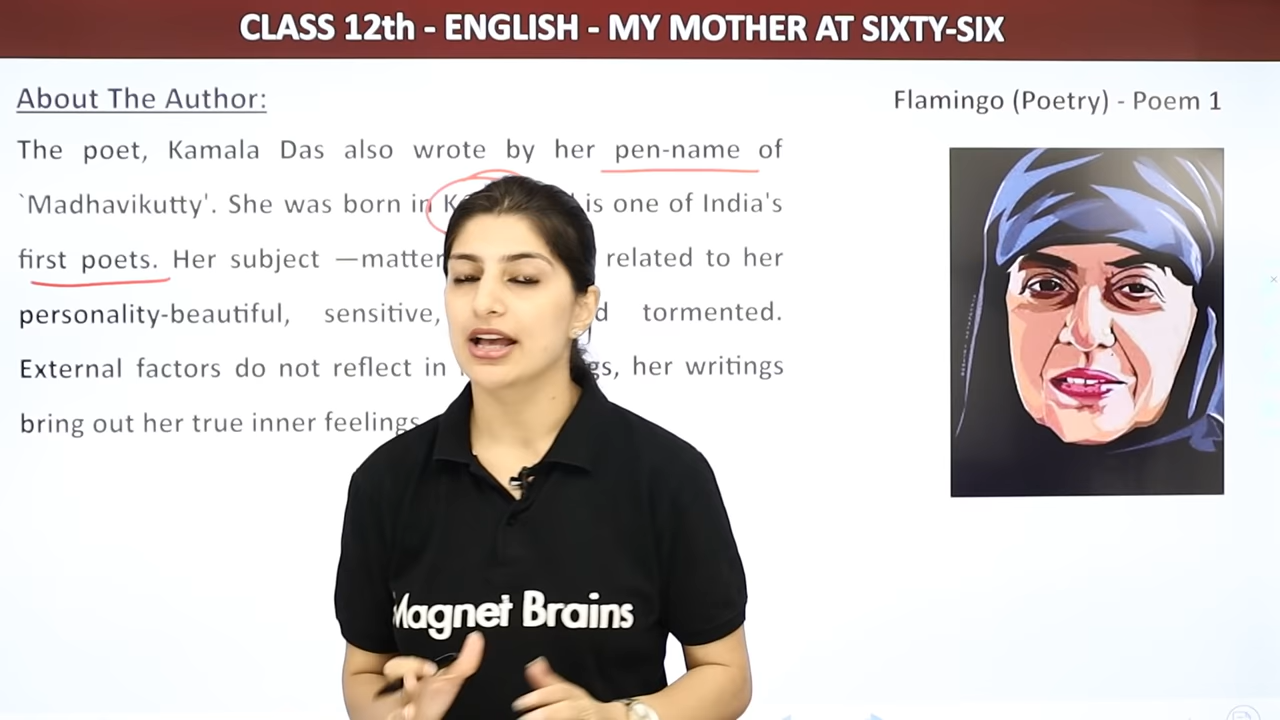 CLASS 12th - ENGLISH - MY MOTHER AT SIXTY-SIX
About The Author:
Flamingo (Poetry) - Poem 1
The poet, Kamala Das also wrote by her pen-name of
`Madhavikutty'. She was born in is one of India's
first poets. Her subject —matter related to her
personality-beautiful, sensitive, tormented.
External factors do not reflect in her writings
bring out her true inner feelings
Magnet Brains